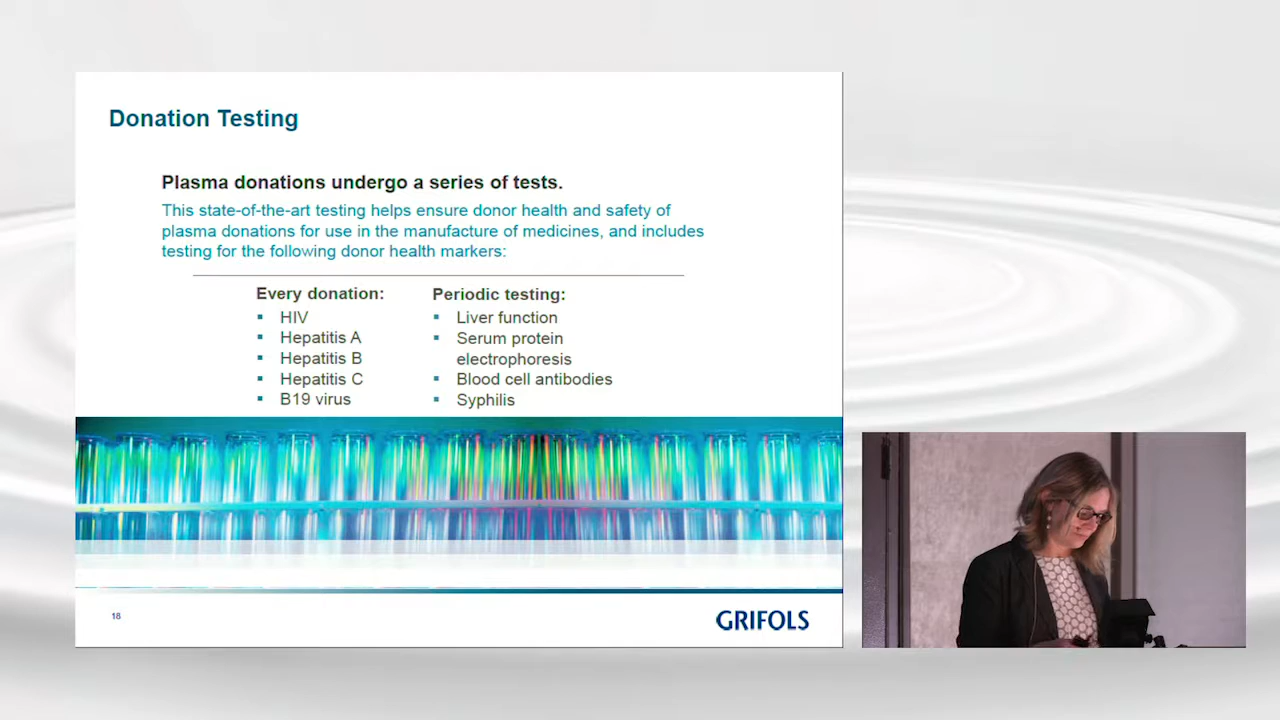 Donation Testing
Plasma donations undergo a series of tests.
This state-of-the-art testing helps ensure donor health and safety of
plasma donations for use in the manufacture of medicines, and includes
testing for the following donor health markers:
Every donation:
▪ HIV
▪ Hepatitis A
▪ Hepatitis B
▪ Hepatitis C
▪ B19 virus
Periodic testing:
▪ Liver function
▪ Serum protein
electrophoresis
▪ Blood cell antibodies
▪ Syphilis
18
GRIFOLS